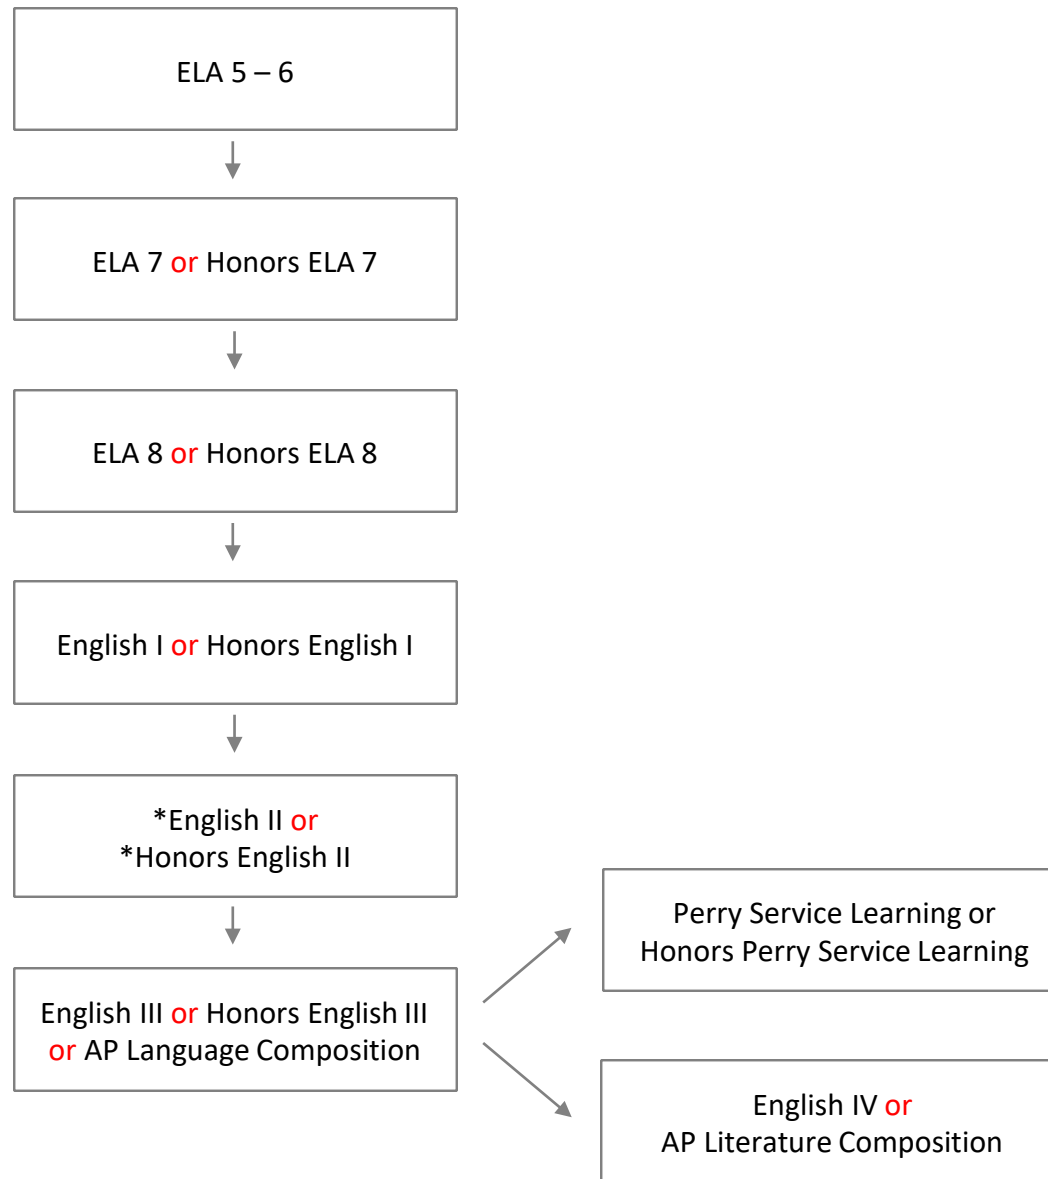 ELA 5 – 6
ELA 7 or Honors ELA 7
ELA 8 or Honors ELA 8
English I or Honors English I
*English II or
*Honors English II
English III or Honors English III
or AP Language Composition
Perry Service Learning or
Honors Perry Service Learning
English IV or
AP Literature Composition